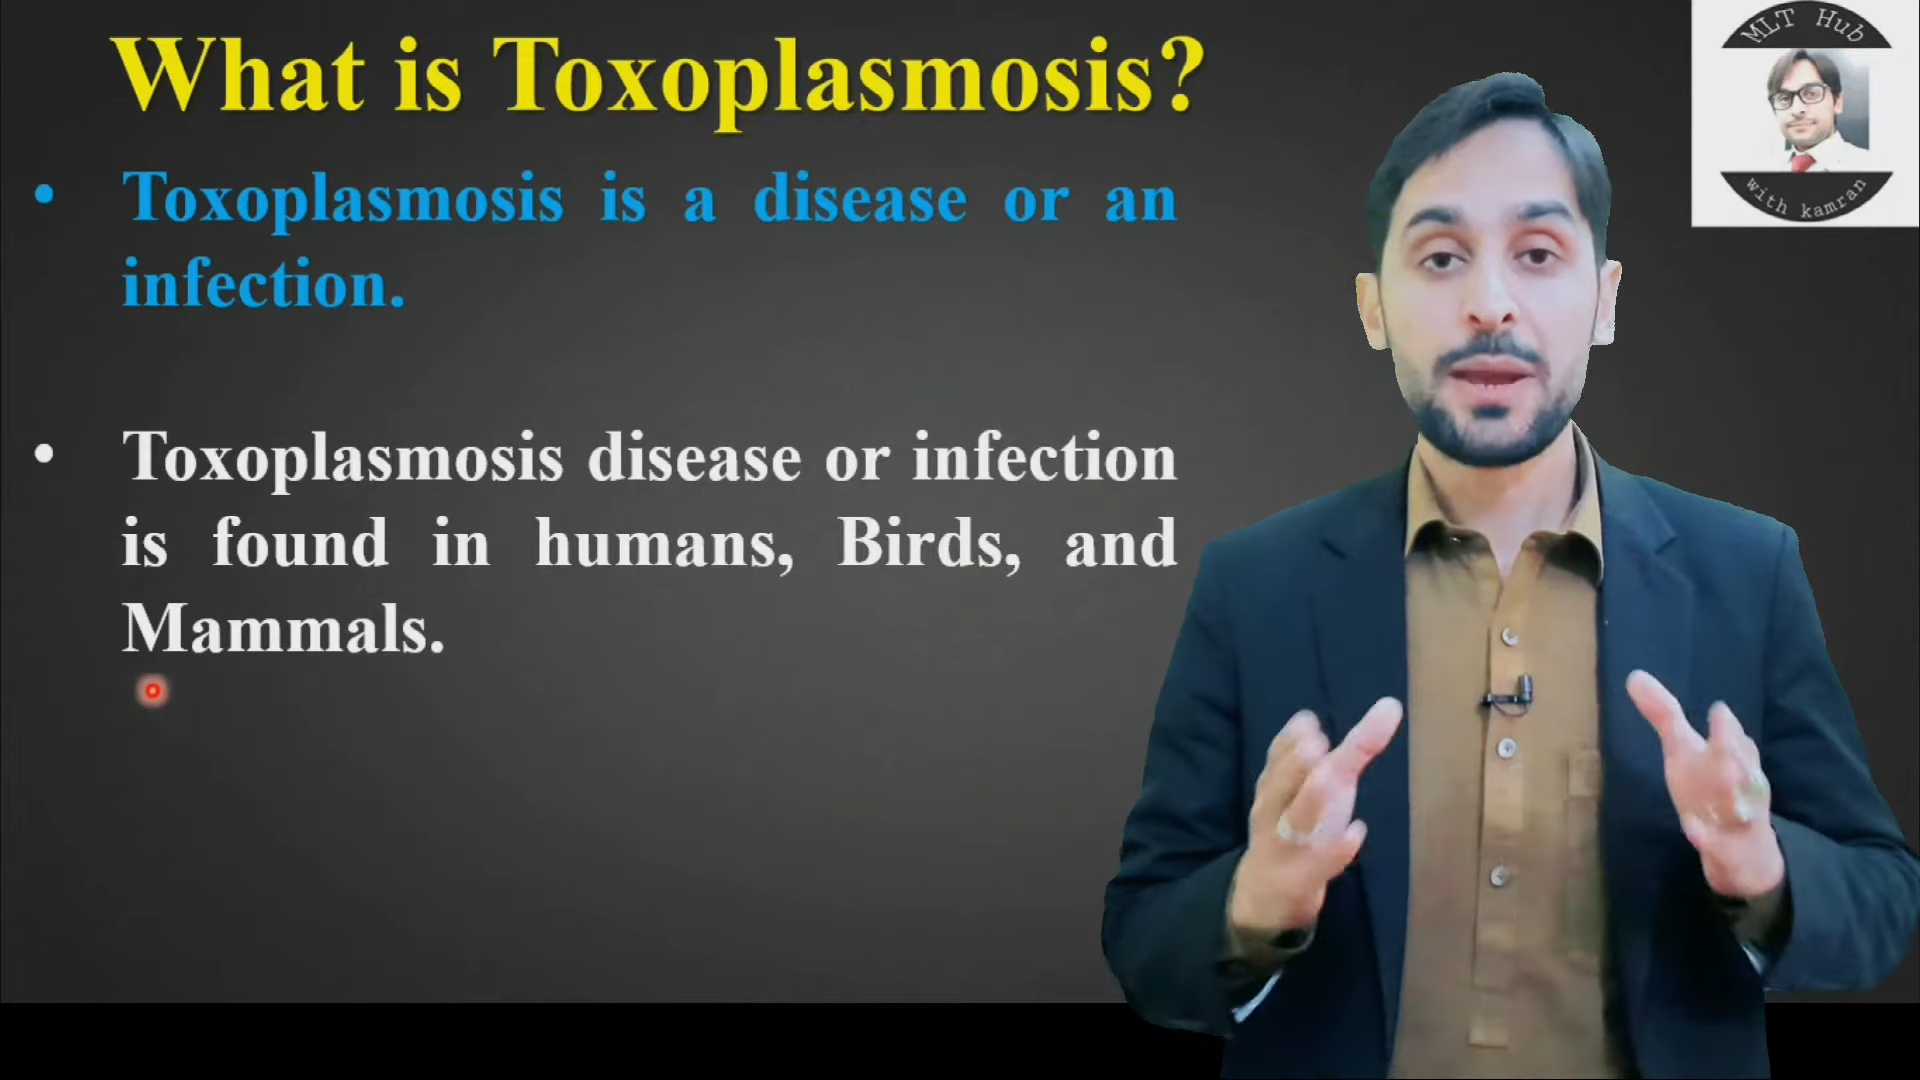 What is Toxoplasmosis?
• Toxoplasmosis is a disease or an
infection.
• Toxoplasmosis disease or infection
is found in humans, Birds, and
Mammals.
MLT Hub
with kamran